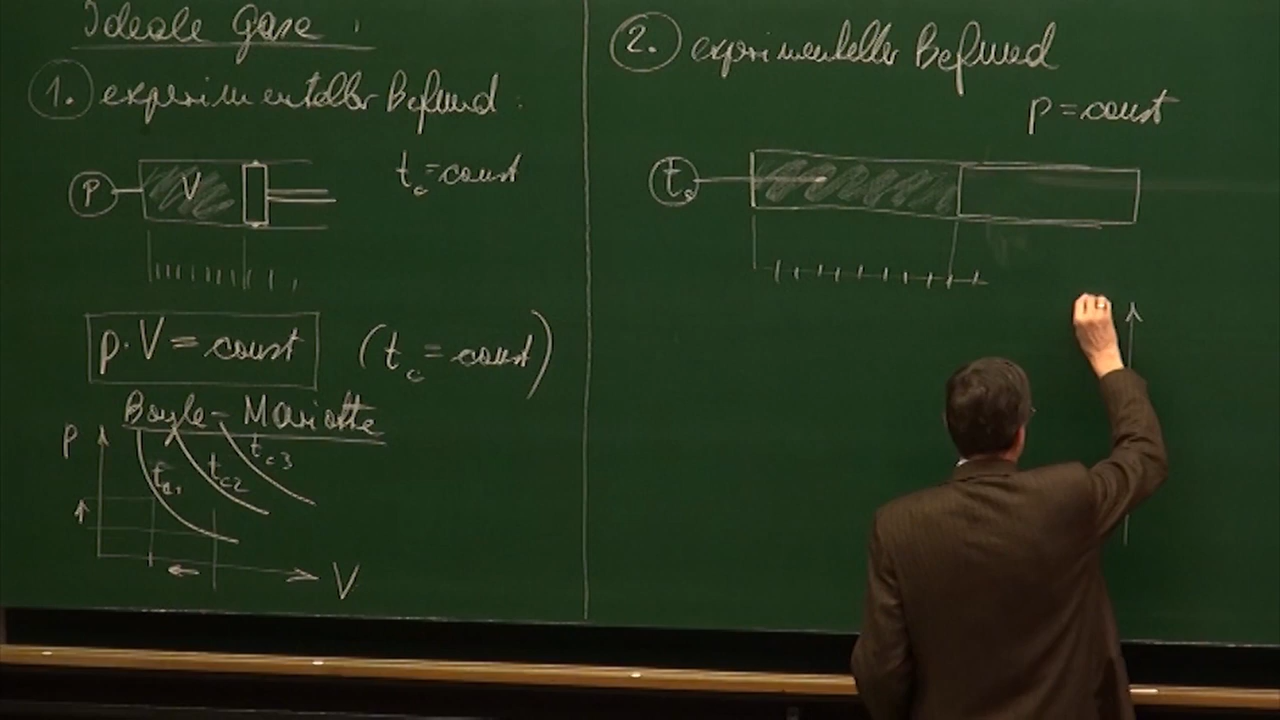 Ideale Gase :
1. experimenteller Befund :
t_c = const
P
V
p · V = const (t_c = const)
Boyle - Mariotte
P
t_c1
t_c2
t_c3
V
2. experimenteller Befund
p = const
t_c